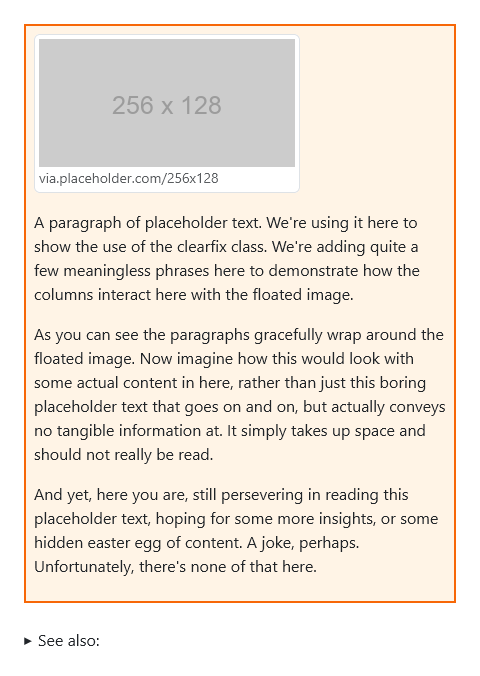 256 x 128
via.placeholder.com/256x128
A paragraph of placeholder text. We're using it here to
show the use of the clearfix class. We're adding quite a
few meaningless phrases here to demonstrate how the
columns interact here with the floated image.
As you can see the paragraphs gracefully wrap around the
floated image. Now imagine how this would look with
some actual content in here, rather than just this boring
placeholder text that goes on and on, but actually conveys
no tangible information at. It simply takes up space and
should not really be read.
And yet, here you are, still persevering in reading this
placeholder text, hoping for some more insights, or some
hidden easter egg of content. A joke, perhaps.
Unfortunately, there's none of that here.
▸ See also: